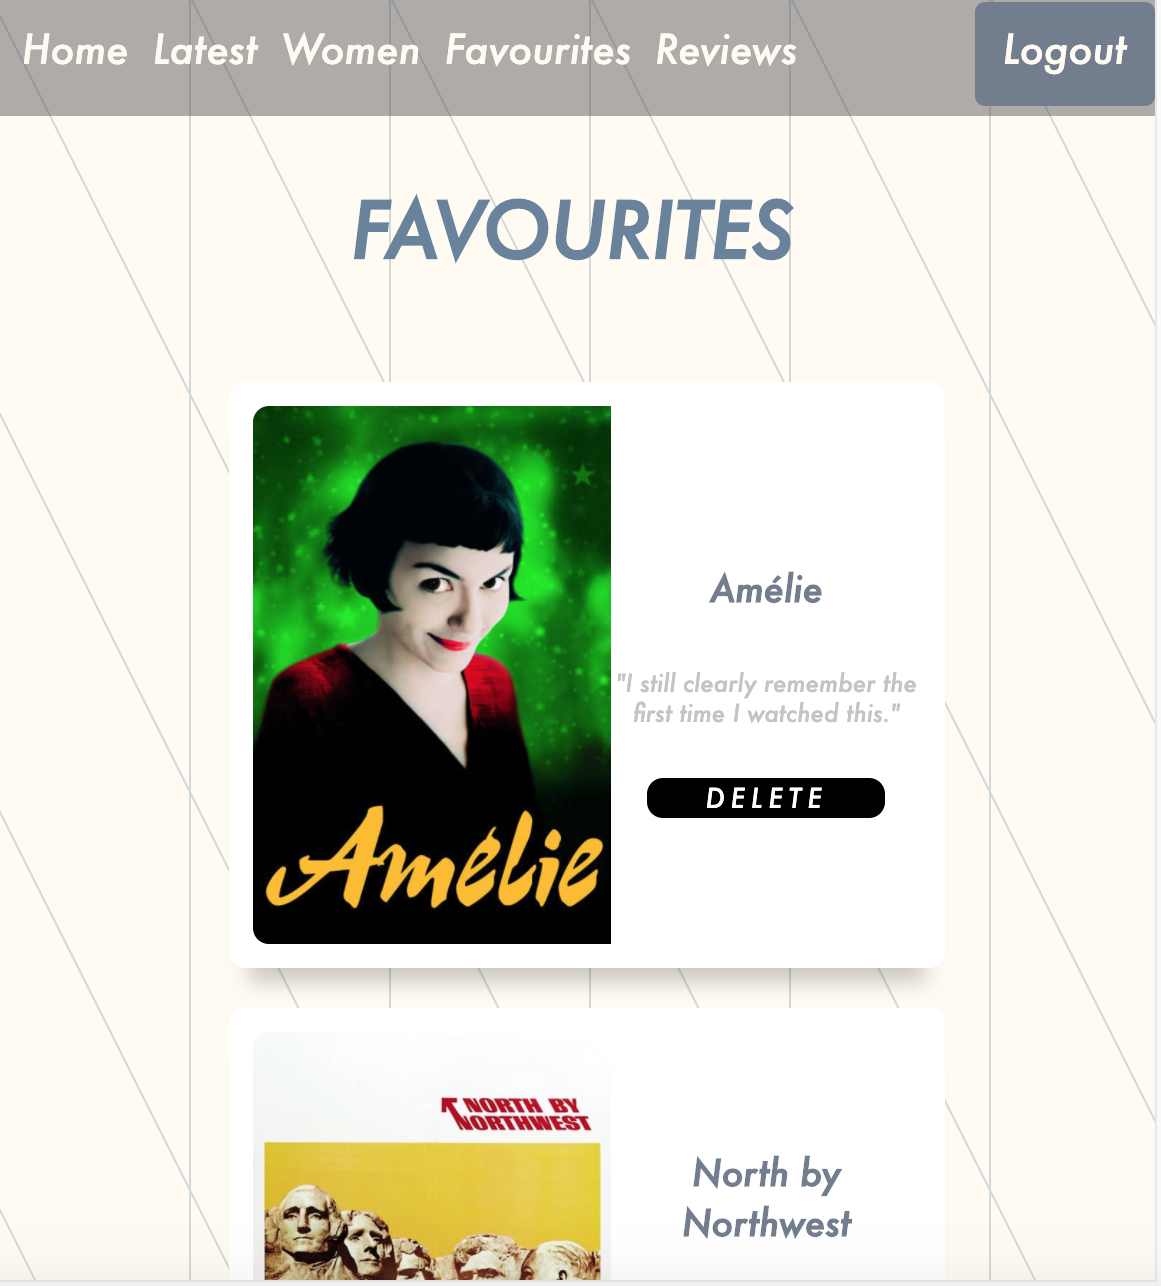 Home Latest Women Favourites Reviews Logout
FAVOURITES
Amélie
Amélie
"I still clearly remember the
first time I watched this."
DELETE
NORTH BY
NORTHWEST
North by
Northwest